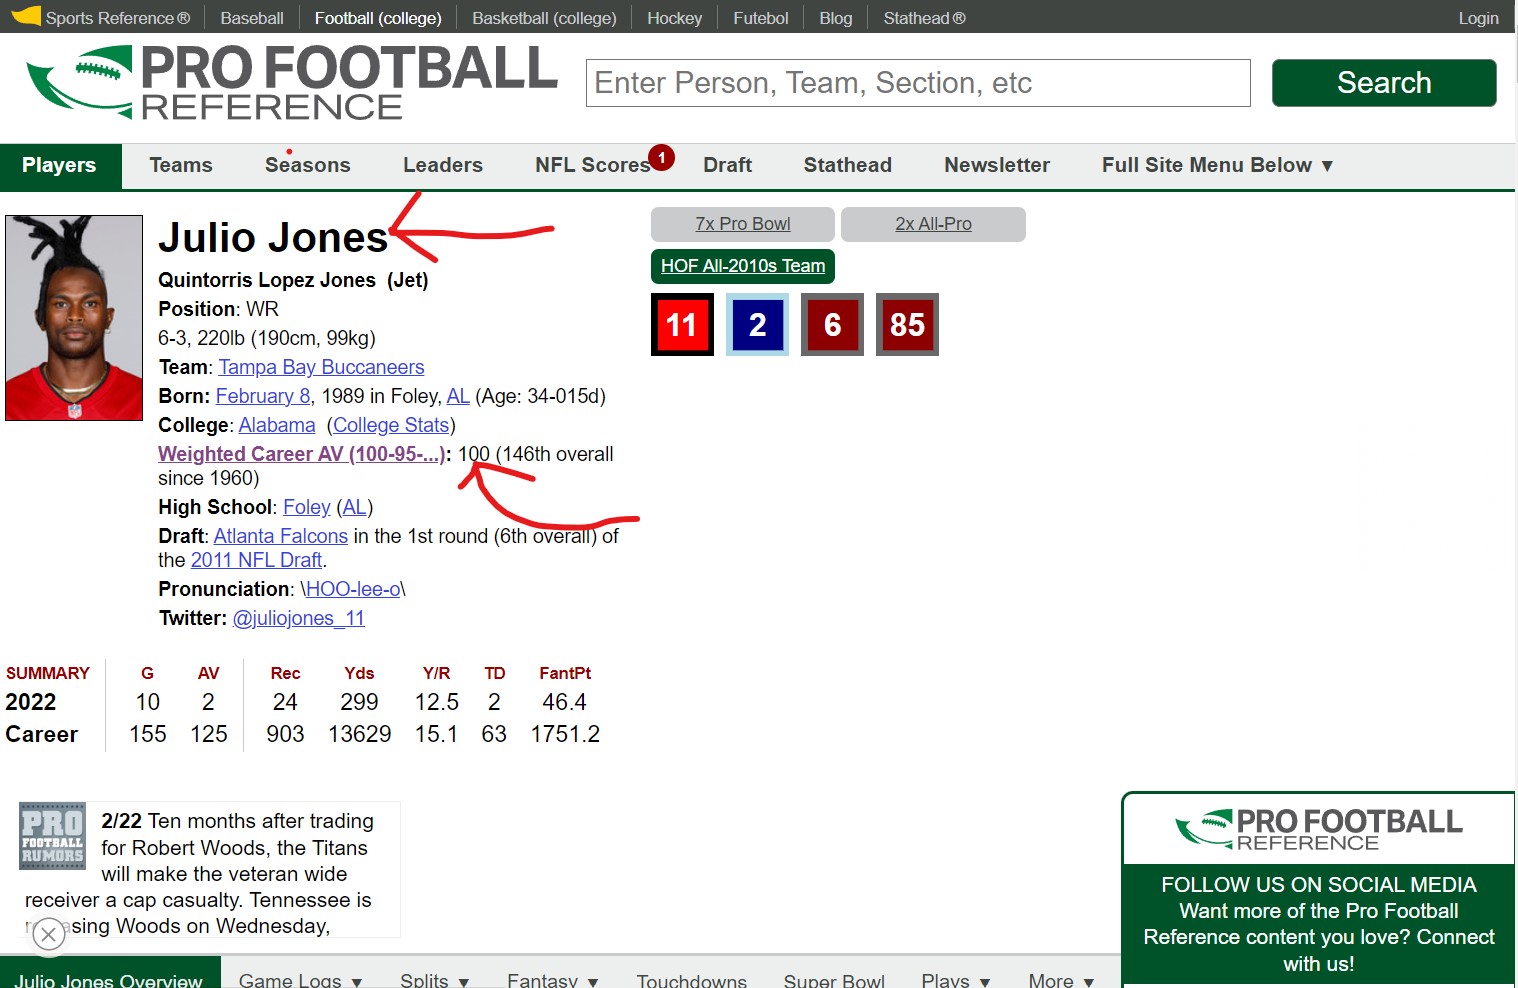 Sports Reference ® Baseball Football (college) Basketball (college) Hockey Futebol Blog Stathead ® Login
PRO FOOTBALL
REFERENCE
Enter Person, Team, Section, etc
Search
Players Teams Seasons Leaders NFL Scores 1 Draft Stathead Newsletter Full Site Menu Below ▼
Julio Jones
Quintorris Lopez Jones (Jet)
Position: WR
6-3, 220lb (190cm, 99kg)
Team: Tampa Bay Buccaneers
Born: February 8, 1989 in Foley, AL (Age: 34-015d)
College: Alabama (College Stats)
Weighted Career AV (100-95-...): 100 (146th overall
since 1960)
High School: Foley (AL)
Draft: Atlanta Falcons in the 1st round (6th overall) of
the 2011 NFL Draft.
Pronunciation: \HOO-lee-o\
Twitter: @juliojones_11
7x Pro Bowl 2x All-Pro
HOF All-2010s Team
11 2 6 85
SUMMARY G AV Rec Yds Y/R TD FantPt
2022 10 2 24 299 12.5 2 46.4
Career 155 125 903 13629 15.1 63 1751.2
PRO
FOOTBALL
RUMORS
2/22 Ten months after trading
for Robert Woods, the Titans
will make the veteran wide
receiver a cap casualty. Tennessee is
asing Woods on Wednesday,
PRO FOOTBALL
REFERENCE
FOLLOW US ON SOCIAL MEDIA
Want more of the Pro Football
Reference content you love? Connect
with us!
Julio Jones Overview Game Logs ▼ Splits ▼ Fantasy ▼ Touchdowns Super Bowl Plays ▼ More ▼